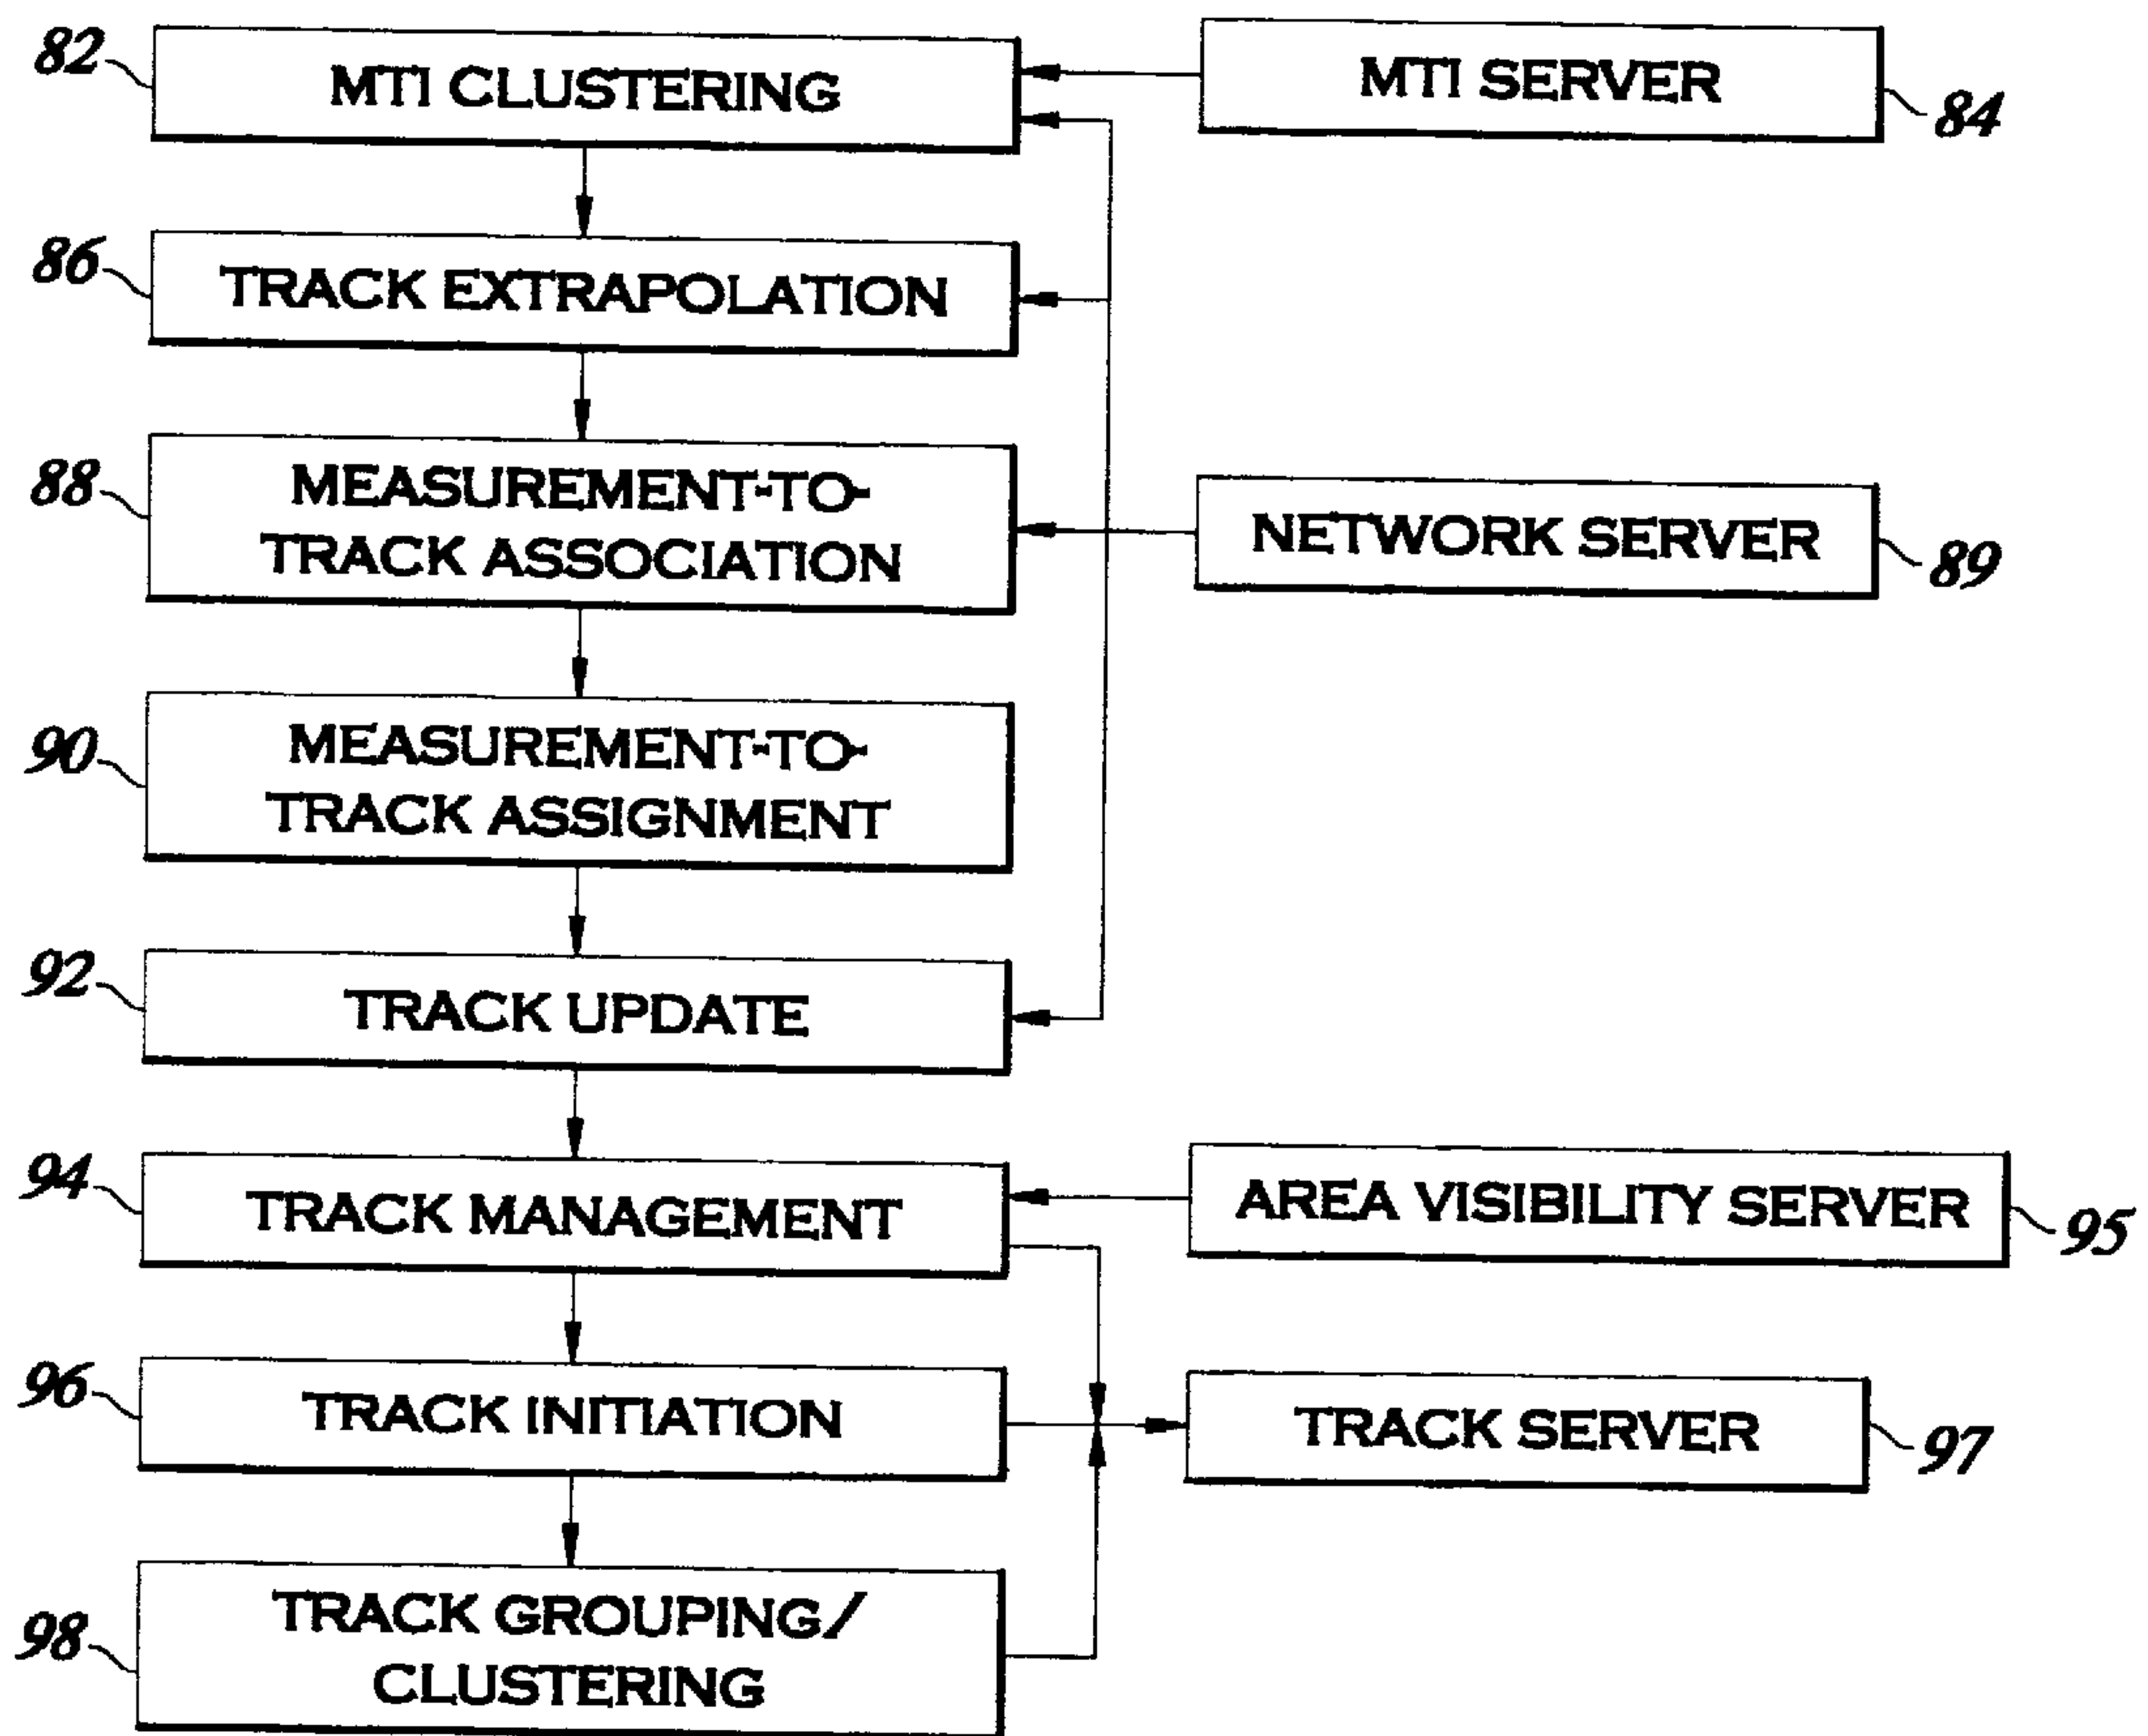 82
MTI CLUSTERING
MTI SERVER
84
86
TRACK EXTRAPOLATION
88
MEASUREMENT-TO-
TRACK ASSOCIATION
NETWORK SERVER
89
90
MEASUREMENT-TO-
TRACK ASSIGNMENT
92
TRACK UPDATE
94
TRACK MANAGEMENT
AREA VISIBILITY SERVER
95
96
TRACK INITIATION
TRACK SERVER
97
98
TRACK GROUPING/
CLUSTERING